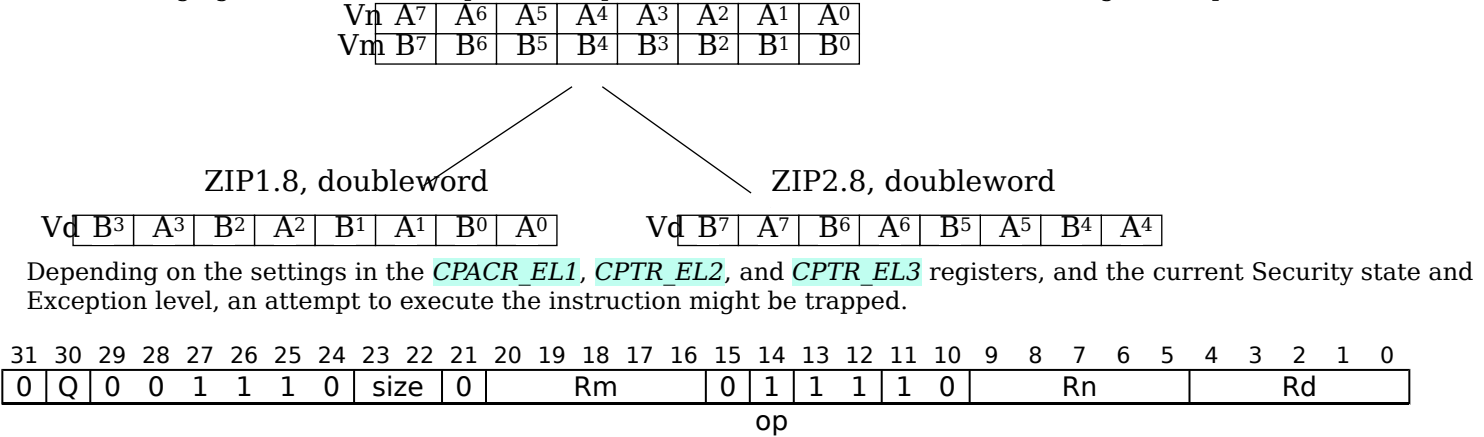 Vn A7 A6 A5 A4 A3 A2 A1 A0
Vm B7 B6 B5 B4 B3 B2 B1 B0
ZIP1.8, doubleword ZIP2.8, doubleword
Vd B3 A3 B2 A2 B1 A1 B0 A0 Vd B7 A7 B6 A6 B5 A5 B4 A4
Depending on the settings in the CPACR_EL1, CPTR_EL2, and CPTR_EL3 registers, and the current Security state and
Exception level, an attempt to execute the instruction might be trapped.
31 30 29 28 27 26 25 24 23 22 21 20 19 18 17 16 15 14 13 12 11 10 9 8 7 6 5 4 3 2 1 0
0 Q 0 0 1 1 1 0 size 0 Rm 0 1 1 1 1 0 Rn Rd
op